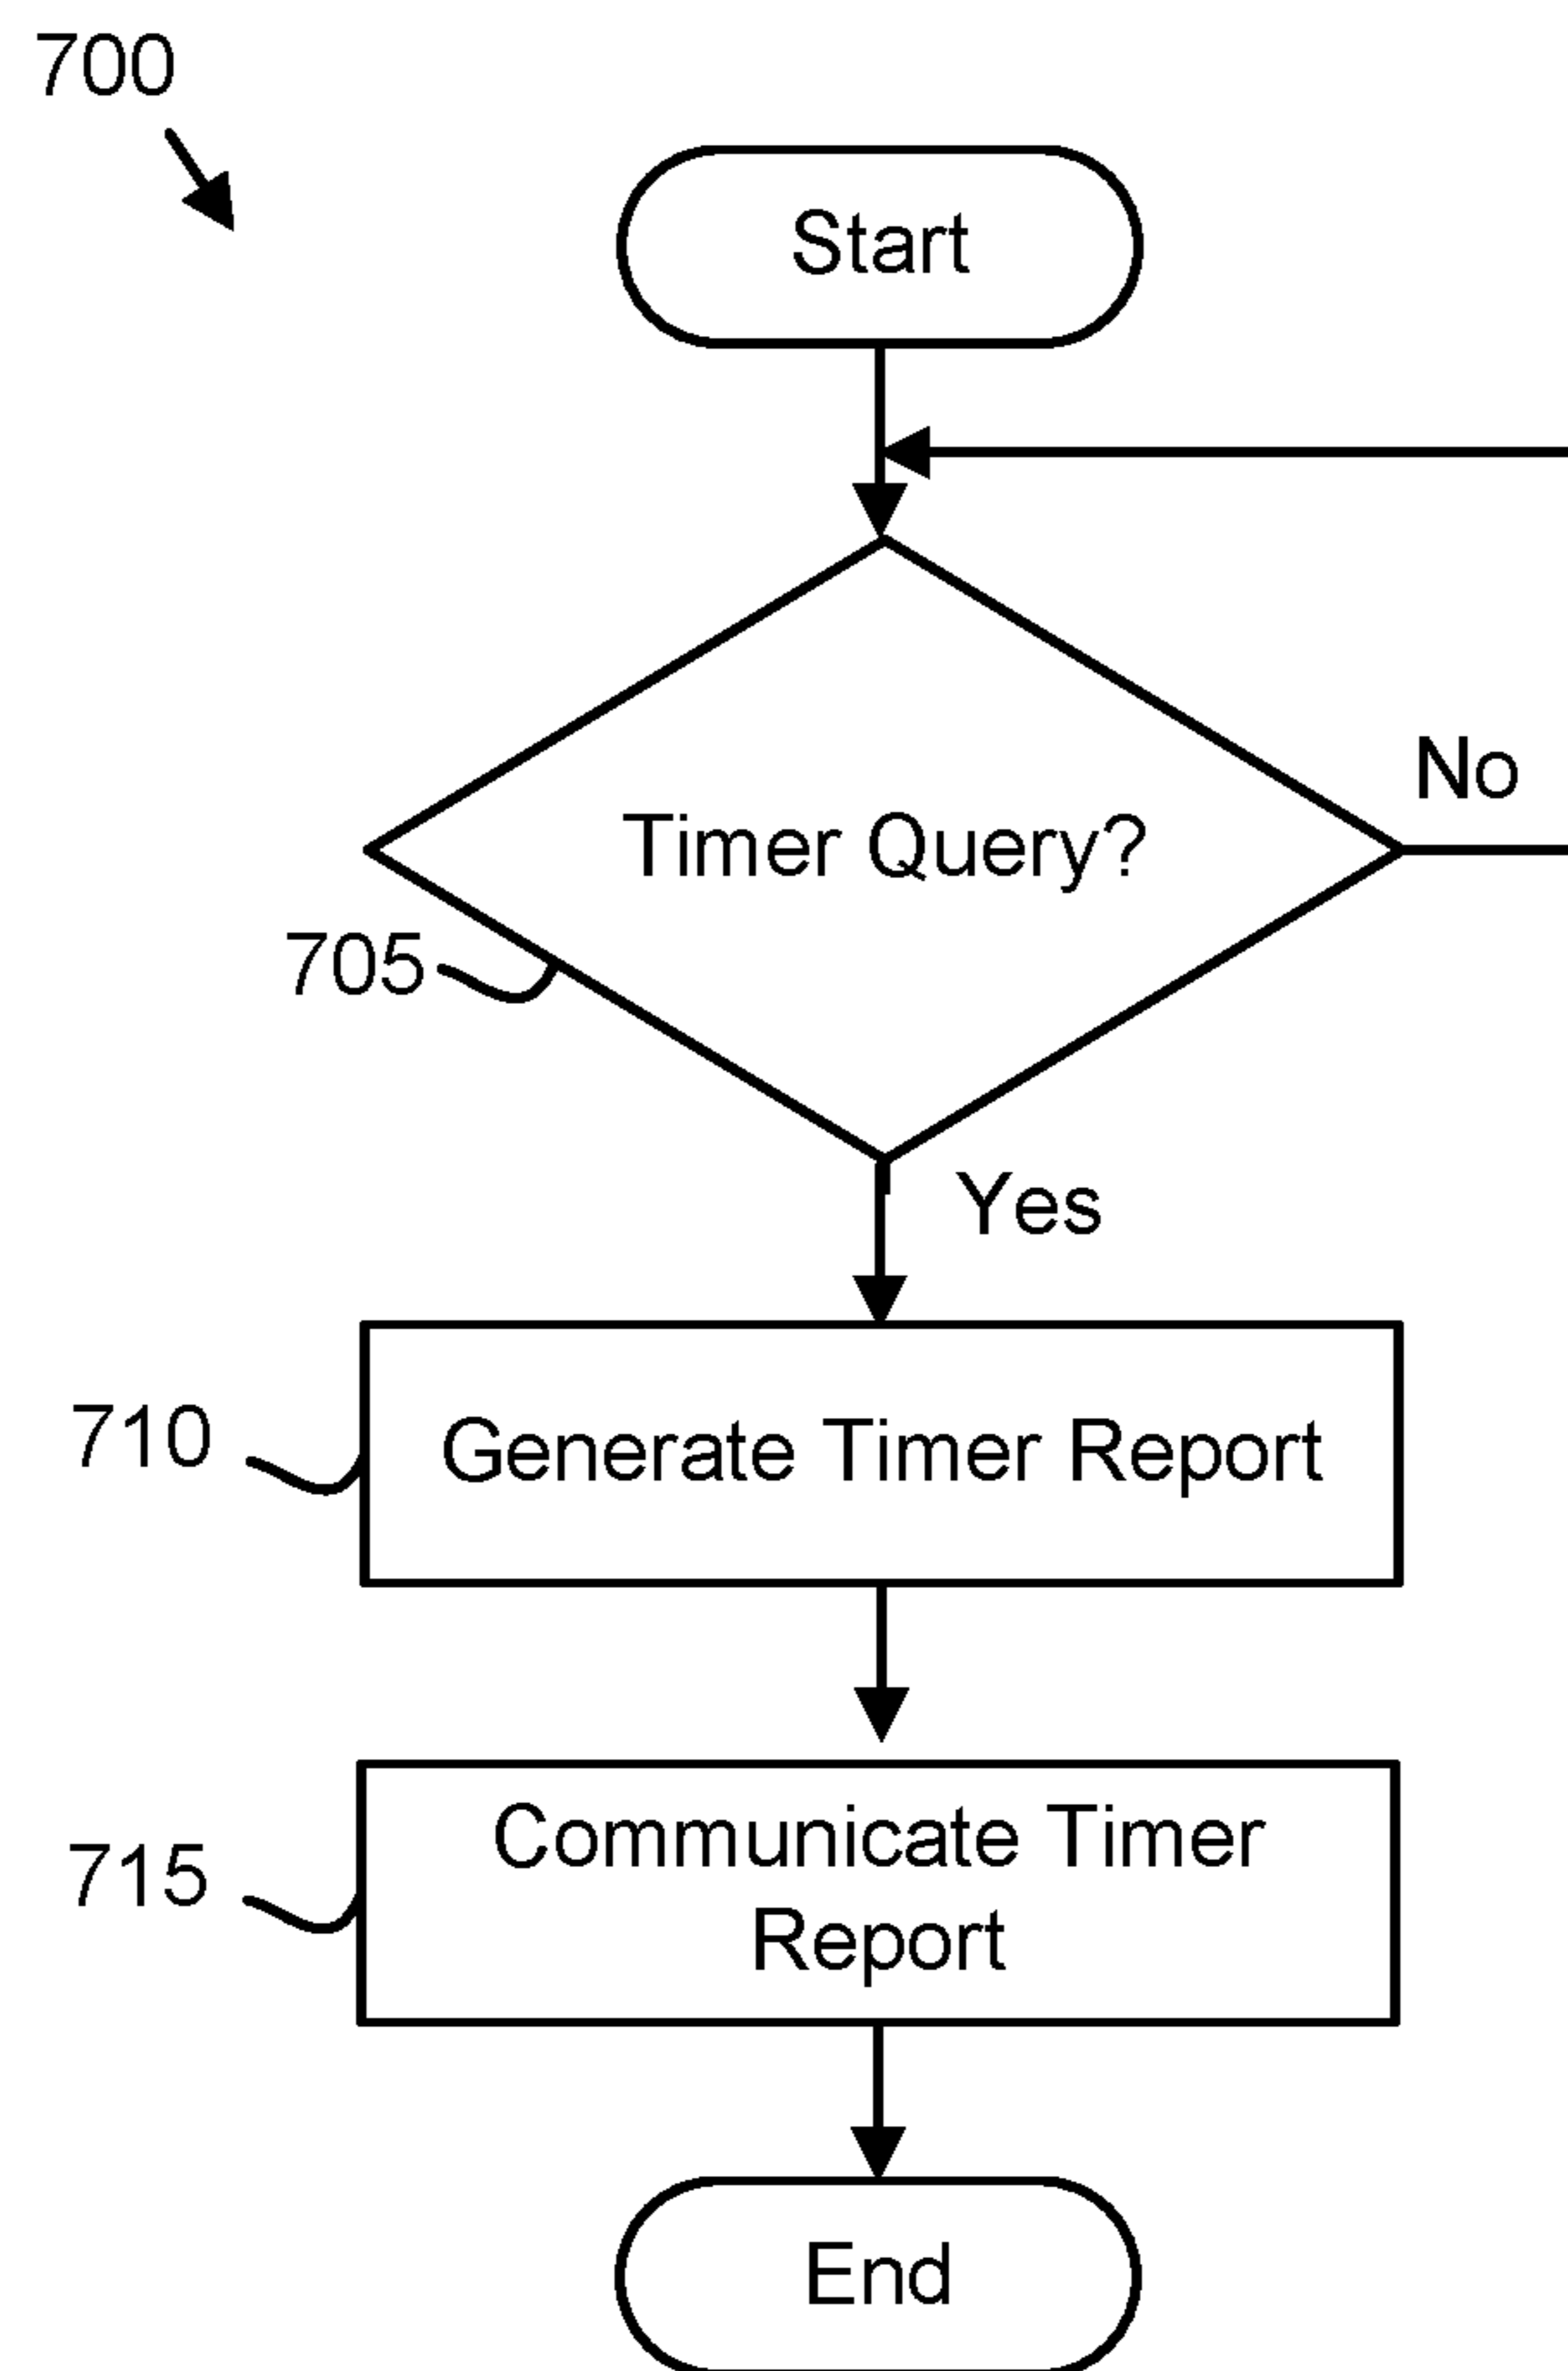 700
Start
Timer Query?
No
705
Yes
710
Generate Timer Report
715
Communicate Timer
Report
End